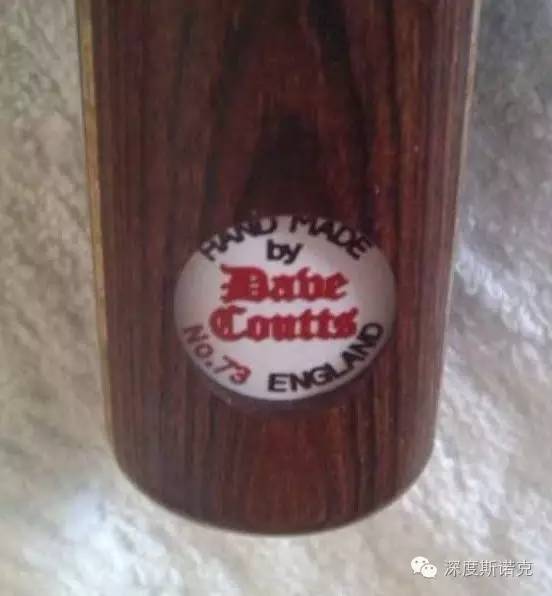 HAND MADE
by
Dave
Coutts
No.73 ENGLAND
深度斯诺克